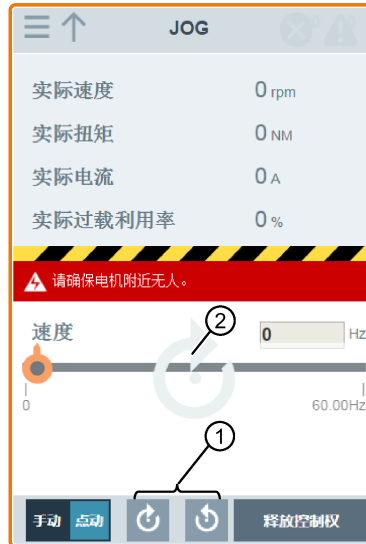 JOG
实际速度 0 rpm
实际扭矩 0 NM
实际电流 0 A
实际过载利用率 0 %
请确保电机附近无人。
2
速度 0 Hz
0 60.00Hz
1
手动 点动 释放控制权